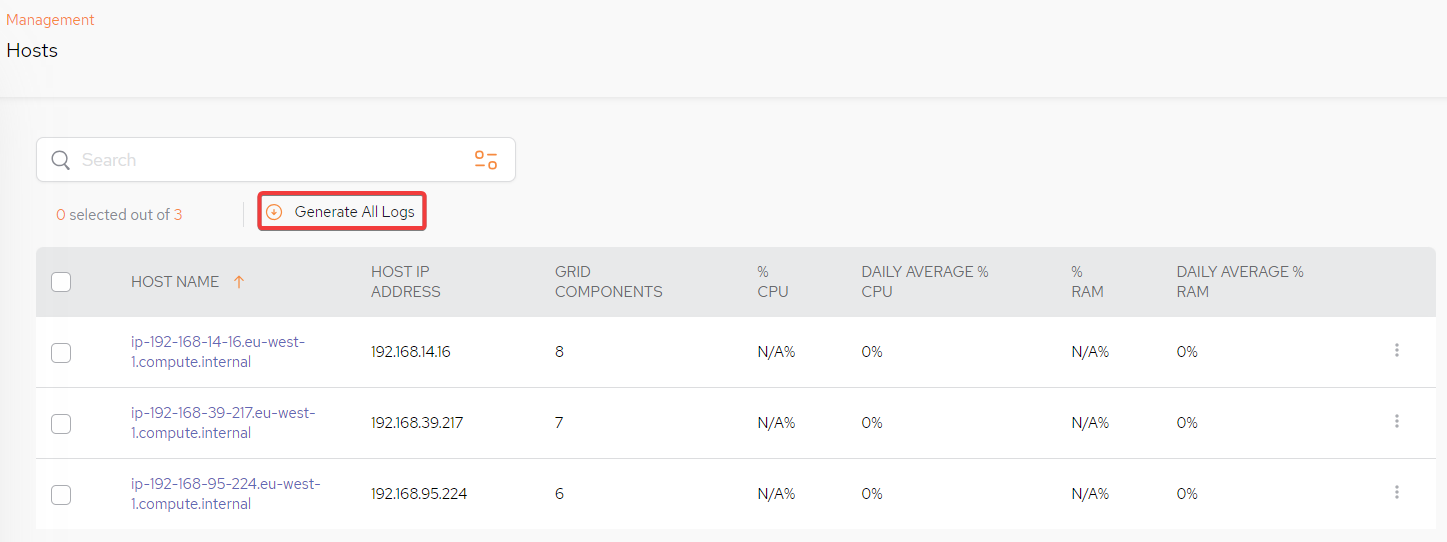 Management
Hosts
Search
0 selected out of 3
Generate All Logs
HOST NAME
HOST IP
ADDRESS
GRID
COMPONENTS
%
CPU
DAILY AVERAGE %
CPU
%
RAM
DAILY AVERAGE %
RAM
ip-192-168-14-16.eu-west-
1.compute.internal
192.168.14.16
8
N/A%
0%
N/A%
0%
ip-192-168-39-217.eu-west-
1.compute.internal
192.168.39.217
7
N/A%
0%
N/A%
0%
ip-192-168-95-224.eu-west-
1.compute.internal
192.168.95.224
6
N/A%
0%
N/A%
0%